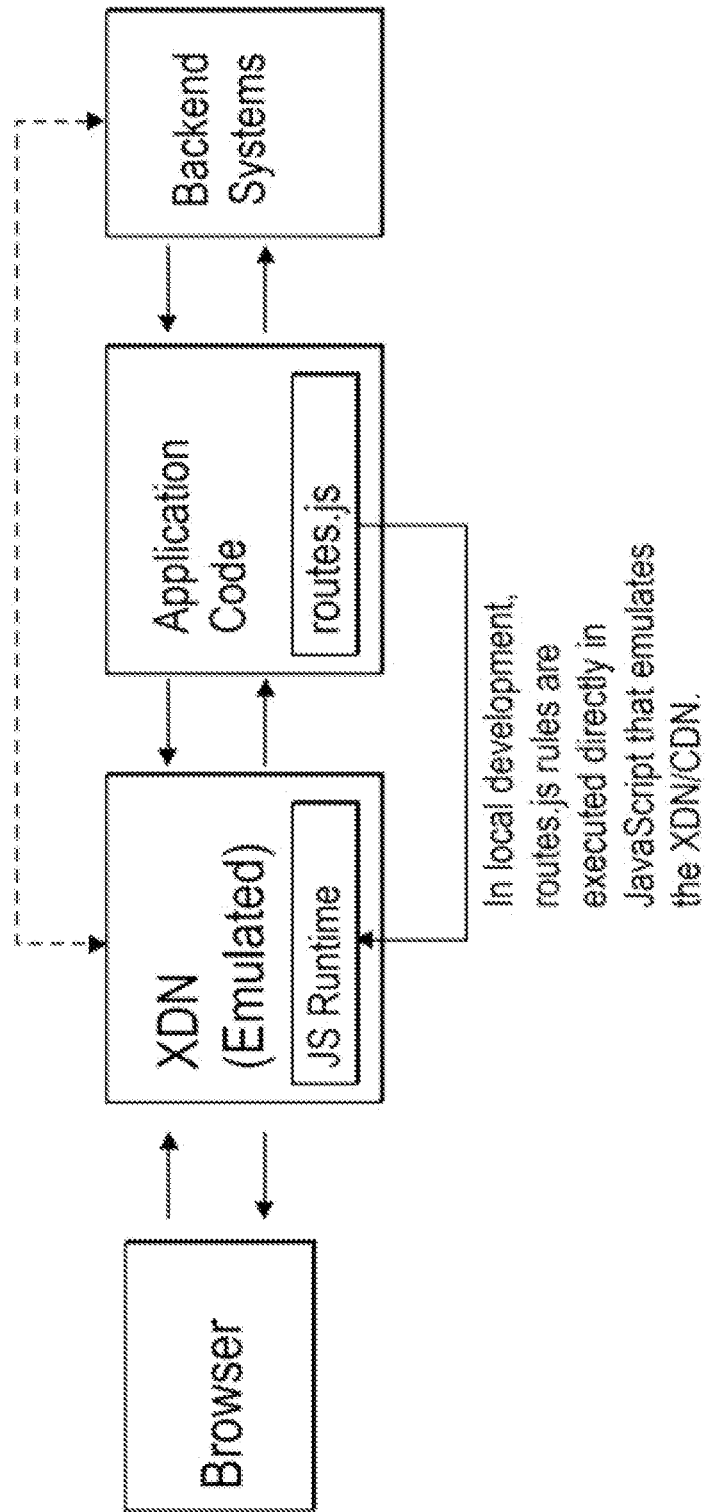 Browser
XDN
(Emulated)
JS Runtime
Application
Code
routes.js
Backend
Systems
In local development,
routes.js rules are
executed directly in
JavaScript that emulates
the XDN/CDN.